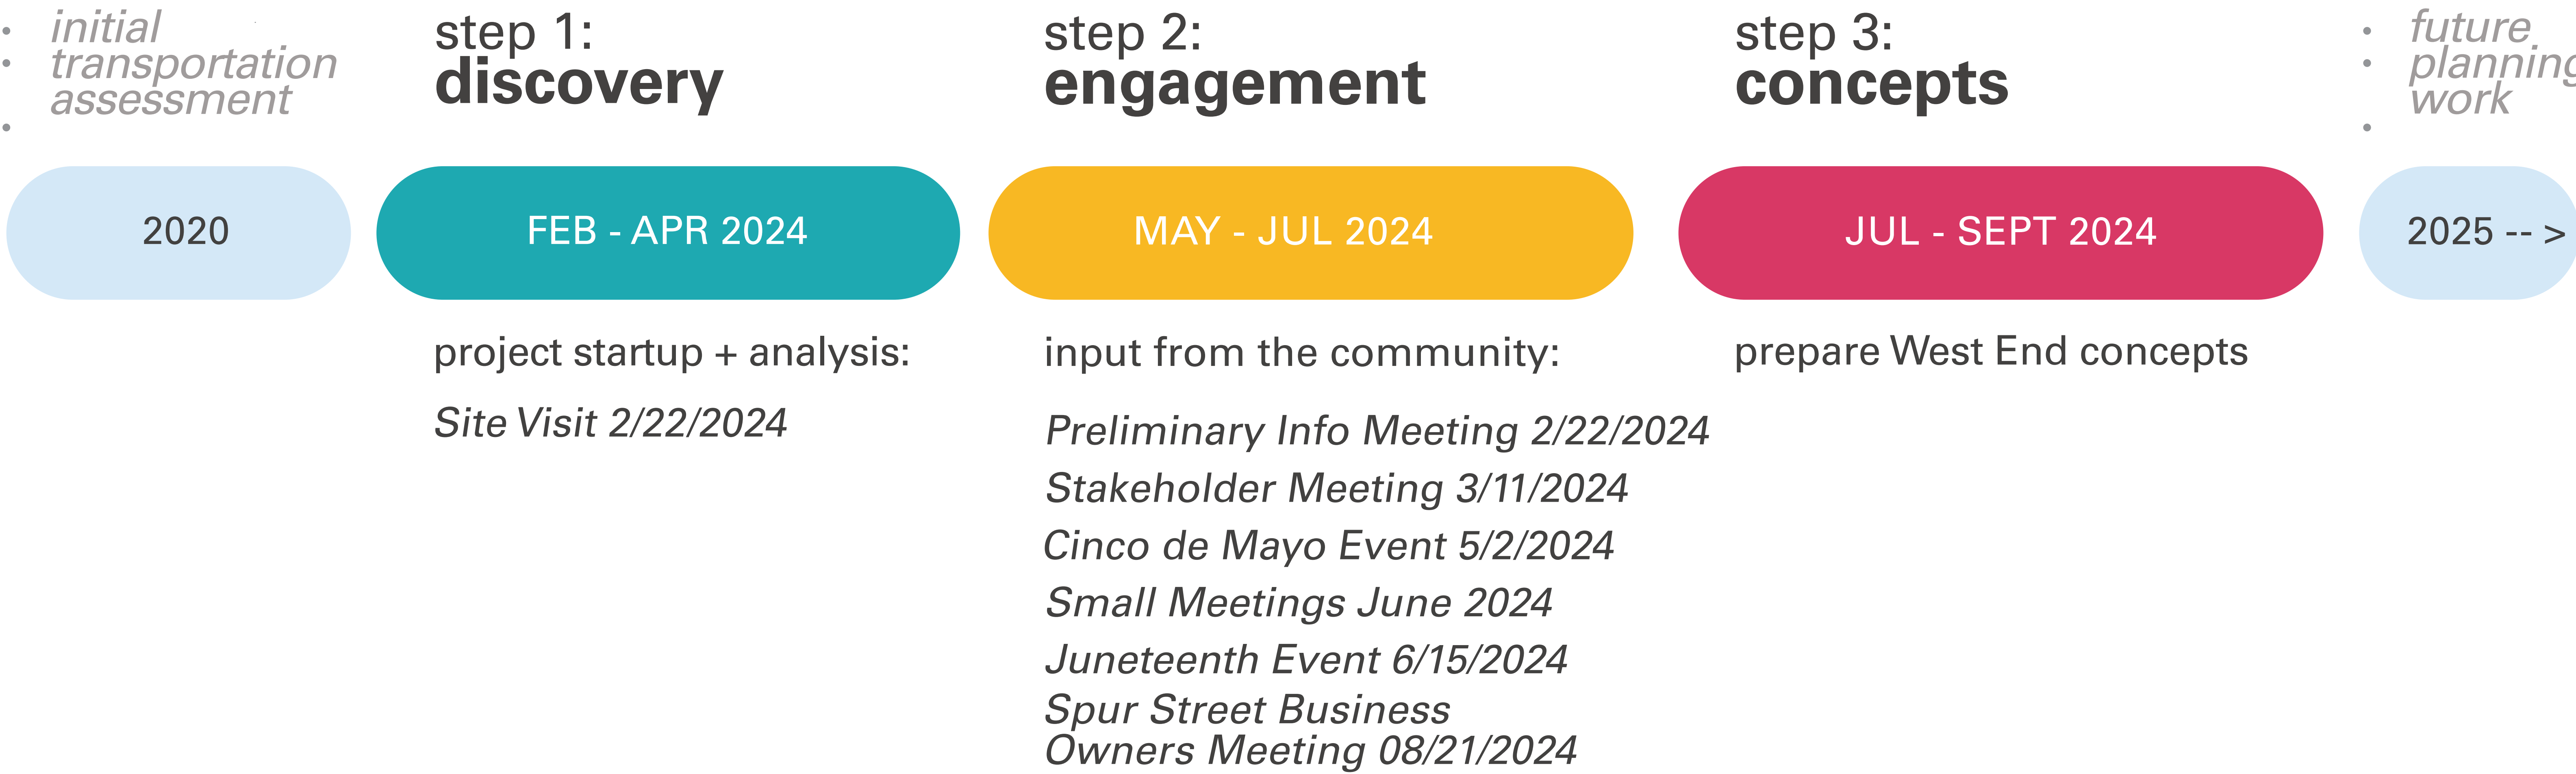 initial
transportation
assessment
step 1:
discovery
step 2:
engagement
step 3:
concepts
future
planning
work
2020
FEB - APR 2024
MAY - JUL 2024
JUL - SEPT 2024
2025 -- >
project startup + analysis:
Site Visit 2/22/2024
input from the community:
Preliminary Info Meeting 2/22/2024
Stakeholder Meeting 3/11/2024
Cinco de Mayo Event 5/2/2024
Small Meetings June 2024
Juneteenth Event 6/15/2024
Spur Street Business
Owners Meeting 08/21/2024
prepare West End concepts